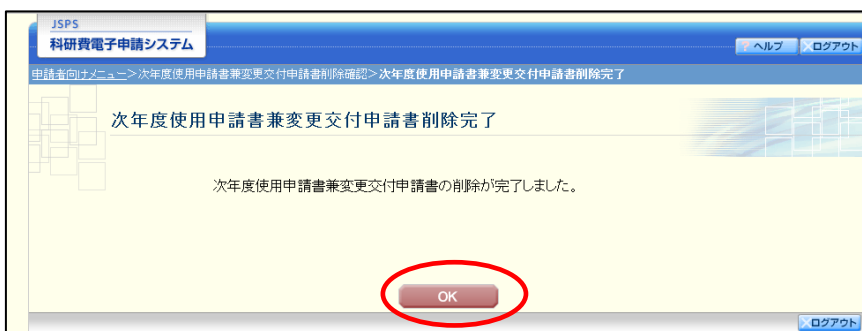 JSPS
科研費電子申請システム
ヘルプ ログアウト
申請者向けメニュー>次年度使用申請書兼変更交付申請書削除確認>次年度使用申請書兼変更交付申請書削除完了
次年度使用申請書兼変更交付申請書削除完了
次年度使用申請書兼変更交付申請書の削除が完了しました。
OK
ログアウト